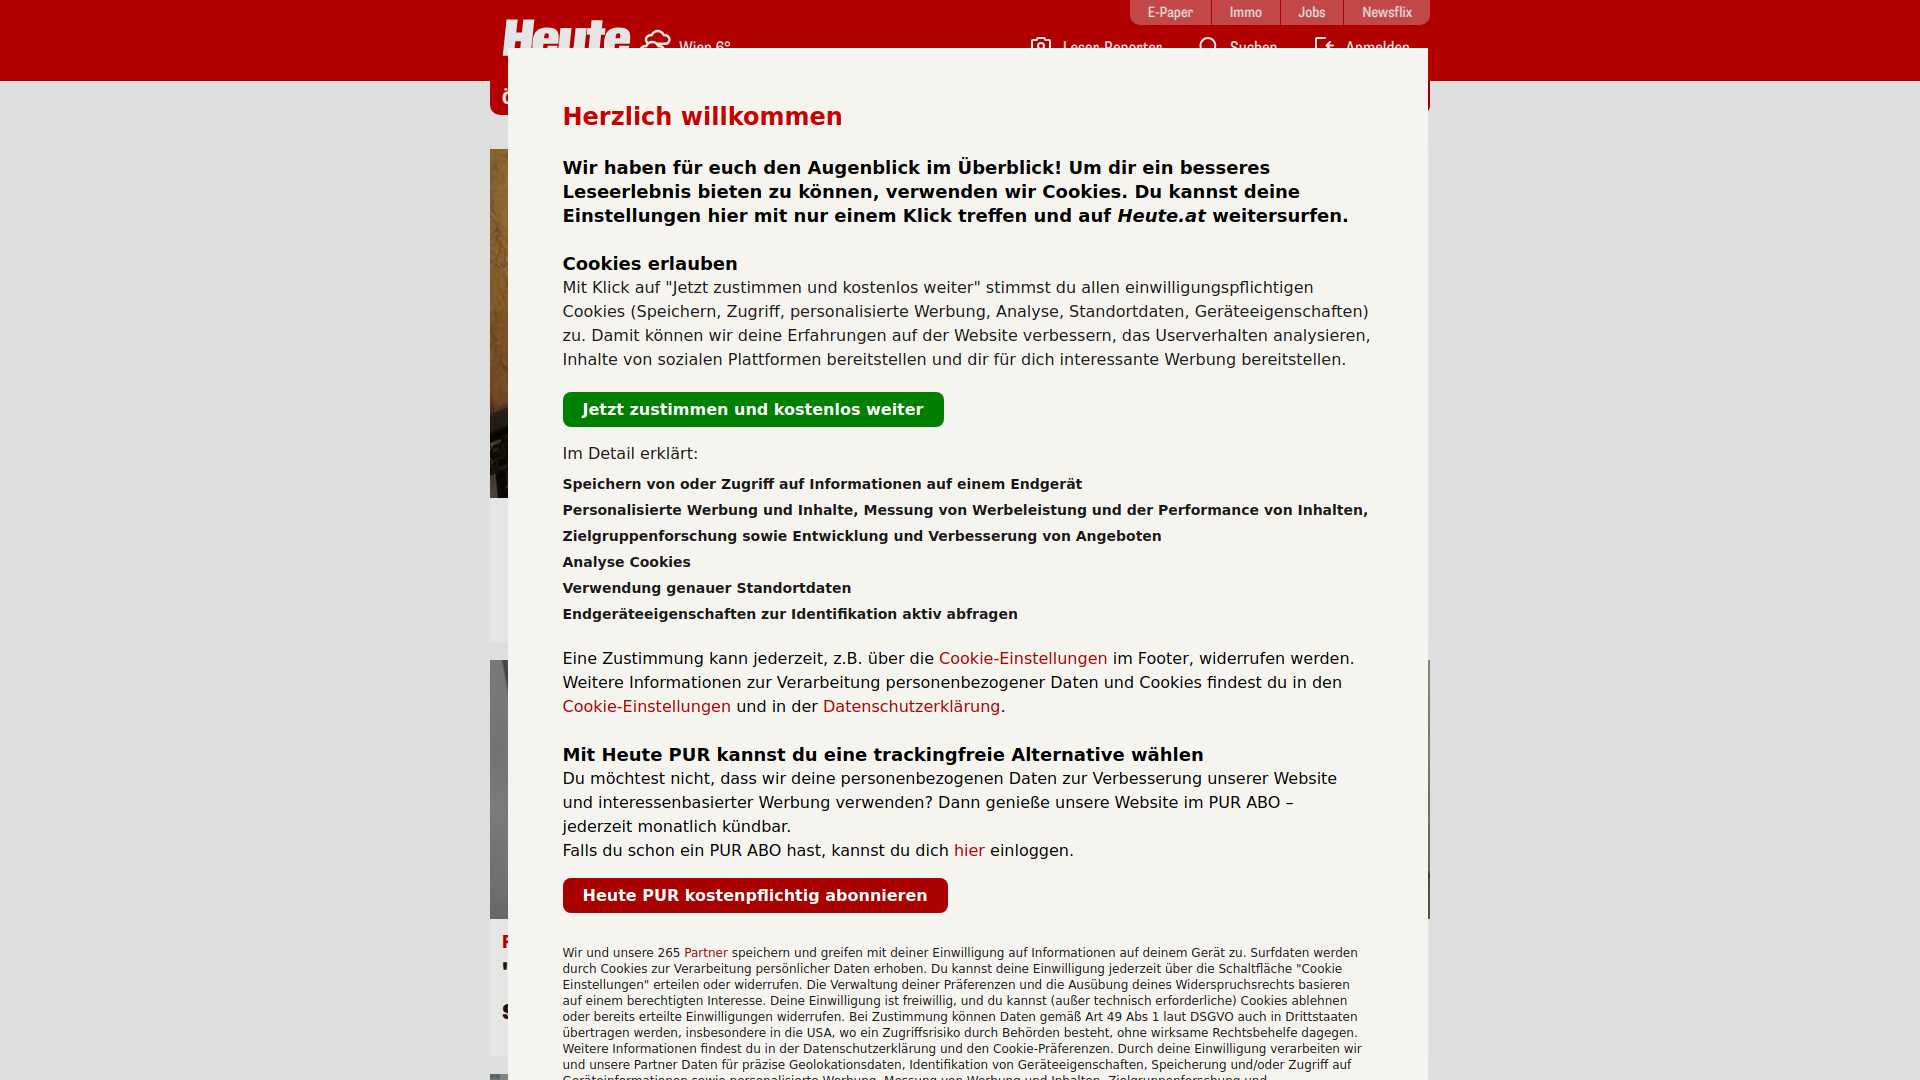 E-Paper
Immo
Jobs
Newsflix
Heute
Wien 6°
Leser-Reporter
Suchen
Anmelden
Herzlich willkommen
Wir haben für euch den Augenblick im Überblick! Um dir ein besseres
Leseerlebnis bieten zu können, verwenden wir Cookies. Du kannst deine
Einstellungen hier mit nur einem Klick treffen und auf Heute.at weitersurfen.
Cookies erlauben
Mit Klick auf "Jetzt zustimmen und kostenlos weiter" stimmst du allen einwilligungspflichtigen
Cookies (Speichern, Zugriff, personalisierte Werbung, Analyse, Standortdaten, Geräteeigenschaften)
zu. Damit können wir deine Erfahrungen auf der Website verbessern, das Userverhalten analysieren,
Inhalte von sozialen Plattformen bereitstellen und dir für dich interessante Werbung bereitstellen.
Jetzt zustimmen und kostenlos weiter
Im Detail erklärt:
Speichern von oder Zugriff auf Informationen auf einem Endgerät
Personalisierte Werbung und Inhalte, Messung von Werbeleistung und der Performance von Inhalten,
Zielgruppenforschung sowie Entwicklung und Verbesserung von Angeboten
Analyse Cookies
Verwendung genauer Standortdaten
Endgeräteeigenschaften zur Identifikation aktiv abfragen
Eine Zustimmung kann jederzeit, z.B. über die Cookie-Einstellungen im Footer, widerrufen werden.
Weitere Informationen zur Verarbeitung personenbezogener Daten und Cookies findest du in den
Cookie-Einstellungen und in der Datenschutzerklärung.
Mit Heute PUR kannst du eine trackingfreie Alternative wählen
Du möchtest nicht, dass wir deine personenbezogenen Daten zur Verbesserung unserer Website
und interessenbasierter Werbung verwenden? Dann genieße unsere Website im PUR ABO –
jederzeit monatlich kündbar.
Falls du schon ein PUR ABO hast, kannst du dich hier einloggen.
Heute PUR kostenpflichtig abonnieren
Wir und unsere 265 Partner speichern und greifen mit deiner Einwilligung auf Informationen auf deinem Gerät zu. Surfdaten werden
durch Cookies zur Verarbeitung persönlicher Daten erhoben. Du kannst deine Einwilligung jederzeit über die Schaltfläche "Cookie
Einstellungen" erteilen oder widerrufen. Die Verwaltung deiner Präferenzen und die Ausübung deines Widerspruchsrechts basieren
auf einem berechtigten Interesse. Deine Einwilligung ist freiwillig, und du kannst (außer technisch erforderliche) Cookies ablehnen
oder bereits erteilte Einwilligungen widerrufen. Bei Zustimmung können Daten gemäß Art 49 Abs 1 laut DSGVO auch in Drittstaaten
übertragen werden, insbesondere in die USA, wo ein Zugriffsrisiko durch Behörden besteht, ohne wirksame Rechtsbehelfe dagegen.
Weitere Informationen findest du in der Datenschutzerklärung und den Cookie-Präferenzen. Durch deine Einwilligung verarbeiten wir
und unsere Partner Daten für präzise Geolokationsdaten, Identifikation von Geräteeigenschaften, Speicherung und/oder Zugriff auf
Geräteinformationen sowie personalisierte Werbung, Messung von Werbung und Inhalten, Zielgruppenforschung und